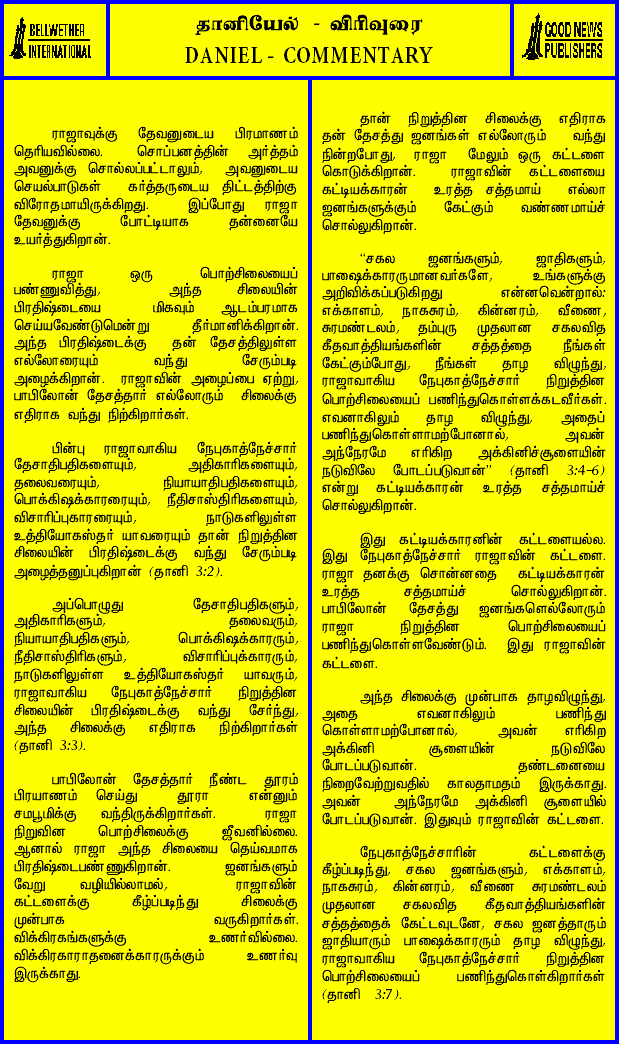 BELLWETHER
INTERNATIONAL
தானியேல் - விரிவுரை
DANIEL - COMMENTARY
GOOD NEWS
PUBLISHERS
ராஜாவுக்கு தேவனுடைய பிரமாணம்
தெரியவில்லை. சொப்பனத்தின் அர்த்தம்
அவனுக்கு சொல்லப்பட்டாலும், அவனுடைய
செயல்பாடுகள் கர்த்தருடைய திட்டத்திற்கு
விரோதமாயிருக்கிறது. இப்போது ராஜா
தேவனுக்கு போட்டியாக தன்னையே
உயர்த்துகிறான்.
ராஜா ஒரு பொற்சிலையைப்
பண்ணுவித்து, அந்த சிலையின்
பிரதிஷ்டையை மிகவும் ஆடம்பரமாக
செய்யவேண்டுமென்று தீர்மானிக்கிறான்.
அந்த பிரதிஷ்டைக்கு தன் தேசத்திலுள்ள
எல்லோரையும் வந்து சேரும்படி
அழைக்கிறான். ராஜாவின் அழைப்பை ஏற்று,
பாபிலோன் தேசத்தார் எல்லோரும் சிலைக்கு
எதிராக வந்து நிற்கிறார்கள்.
பின்பு ராஜாவாகிய நேபுகாத்நேச்சார்
தேசாதிபதிகளையும், அதிகாரிகளையும்,
தலைவரையும், நியாயாதிபதிகளையும்,
பொக்கிஷக்காரரையும், நீதிசாஸ்திரிகளையும்,
விசாரிப்புகாரரையும், நாடுகளிலுள்ள
உத்தியோகஸ்தர் யாவரையும் தான் நிறுத்தின
சிலையின் பிரதிஷ்டைக்கு வந்து சேரும்படி
அழைத்தனுப்புகிறான் (தானி 3:2).
அப்பொழுது தேசாதிபதிகளும்,
அதிகாரிகளும், தலைவரும்,
நியாயாதிபதிகளும், பொக்கிஷக்காரரும்,
நீதிசாஸ்திரிகளும், விசாரிப்புக்காரரும்,
நாடுகளிலுள்ள உத்தியோகஸ்தர் யாவரும்,
ராஜாவாகிய நேபுகாத்நேச்சார் நிறுத்தின
சிலையின் பிரதிஷ்டைக்கு வந்து சேர்ந்து,
அந்த சிலைக்கு எதிராக நிற்கிறார்கள்
(தானி 3:3).
பாபிலோன் தேசத்தார் நீண்ட தூரம்
பிரயாணம் செய்து தூரா என்னும்
சமபூமிக்கு வந்திருக்கிறார்கள். ராஜா
நிறுவின பொற்சிலைக்கு ஜீவனில்லை.
ஆனால் ராஜா அந்த சிலையை தெய்வமாக
பிரதிஷ்டைபண்ணுகிறான். ஜனங்களும்
வேறு வழியில்லாமல், ராஜாவின்
கட்டளைக்கு கீழ்ப்படிந்து சிலைக்கு
முன்பாக வருகிறார்கள்.
விக்கிரகங்களுக்கு உணர்வில்லை.
விக்கிரகாராதனைக்காரருக்கும் உணர்வு
இருக்காது.
தான் நிறுத்தின சிலைக்கு எதிராக
தன் தேசத்து ஜனங்கள் எல்லோரும் வந்து
நின்றபோது, ராஜா மேலும் ஒரு கட்டளை
கொடுக்கிறான். ராஜாவின் கட்டளையை
கட்டியக்காரன் உரத்த சத்தமாய் எல்லா
ஜனங்களுக்கும் கேட்கும் வண்ணமாய்ச்
சொல்லுகிறான்.
"சகல ஜனங்களும், ஜாதிகளும்,
பாஷைக்காரருமானவர்களே, உங்களுக்கு
அறிவிக்கப்படுகிறது என்னவென்றால்:
எக்காளம், நாகசுரம், கின்னரம், வீணை,
சுரமண்டலம், தம்புரு முதலான சகலவித
கீதவாத்தியங்களின் சத்தத்தை நீங்கள்
கேட்கும்போது, நீங்கள் தாழ விழுந்து,
ராஜாவாகிய நேபுகாத்நேச்சார் நிறுத்தின
பொற்சிலையைப் பணிந்துகொள்ளக்கடவீர்கள்.
எவனாகிலும் தாழ விழுந்து, அதைப்
பணிந்துகொள்ளாமற்போனால், அவன்
அந்நேரமே எரிகிற அக்கினிச்சூளையின்
நடுவிலே போடப்படுவான்" (தானி 3:4-6)
என்று கட்டியக்காரன் உரத்த சத்தமாய்ச்
சொல்லுகிறான்.
இது கட்டியக்காரனின் கட்டளையல்ல.
இது நேபுகாத்நேச்சார் ராஜாவின் கட்டளை.
ராஜா தனக்கு சொன்னதை கட்டியக்காரன்
உரத்த சத்தமாய்ச் சொல்லுகிறான்.
பாபிலோன் தேசத்து ஜனங்களெல்லோரும்
ராஜா நிறுத்தின பொற்சிலையைப்
பணிந்துகொள்ளவேண்டும். இது ராஜாவின்
கட்டளை.
அந்த சிலைக்கு முன்பாக தாழவிழுந்து,
அதை எவனாகிலும் பணிந்து
கொள்ளாமற்போனால், அவன் எரிகிற
அக்கினி சூளையின் நடுவிலே
போடப்படுவான். தண்டனையை
நிறைவேற்றுவதில் காலதாமதம் இருக்காது.
அவன் அந்நேரமே அக்கினி சூளையில்
போடப்படுவான். இதுவும் ராஜாவின் கட்டளை.
நேபுகாத்நேச்சாரின் கட்டளைக்கு
கீழ்ப்படிந்து, சகல ஜனங்களும், எக்காளம்,
நாகசுரம், கின்னரம், வீணை சுரமண்டலம்
முதலான சகலவித கீதவாத்தியங்களின்
சத்தத்தைக் கேட்டவுடனே, சகல ஜனத்தாரும்
ஜாதியாரும் பாஷைக்காரரும் தாழ விழுந்து,
ராஜாவாகிய நேபுகாத்நேச்சார் நிறுத்தின
பொற்சிலையைப் பணிந்துகொள்கிறார்கள்
(தானி 3:7).